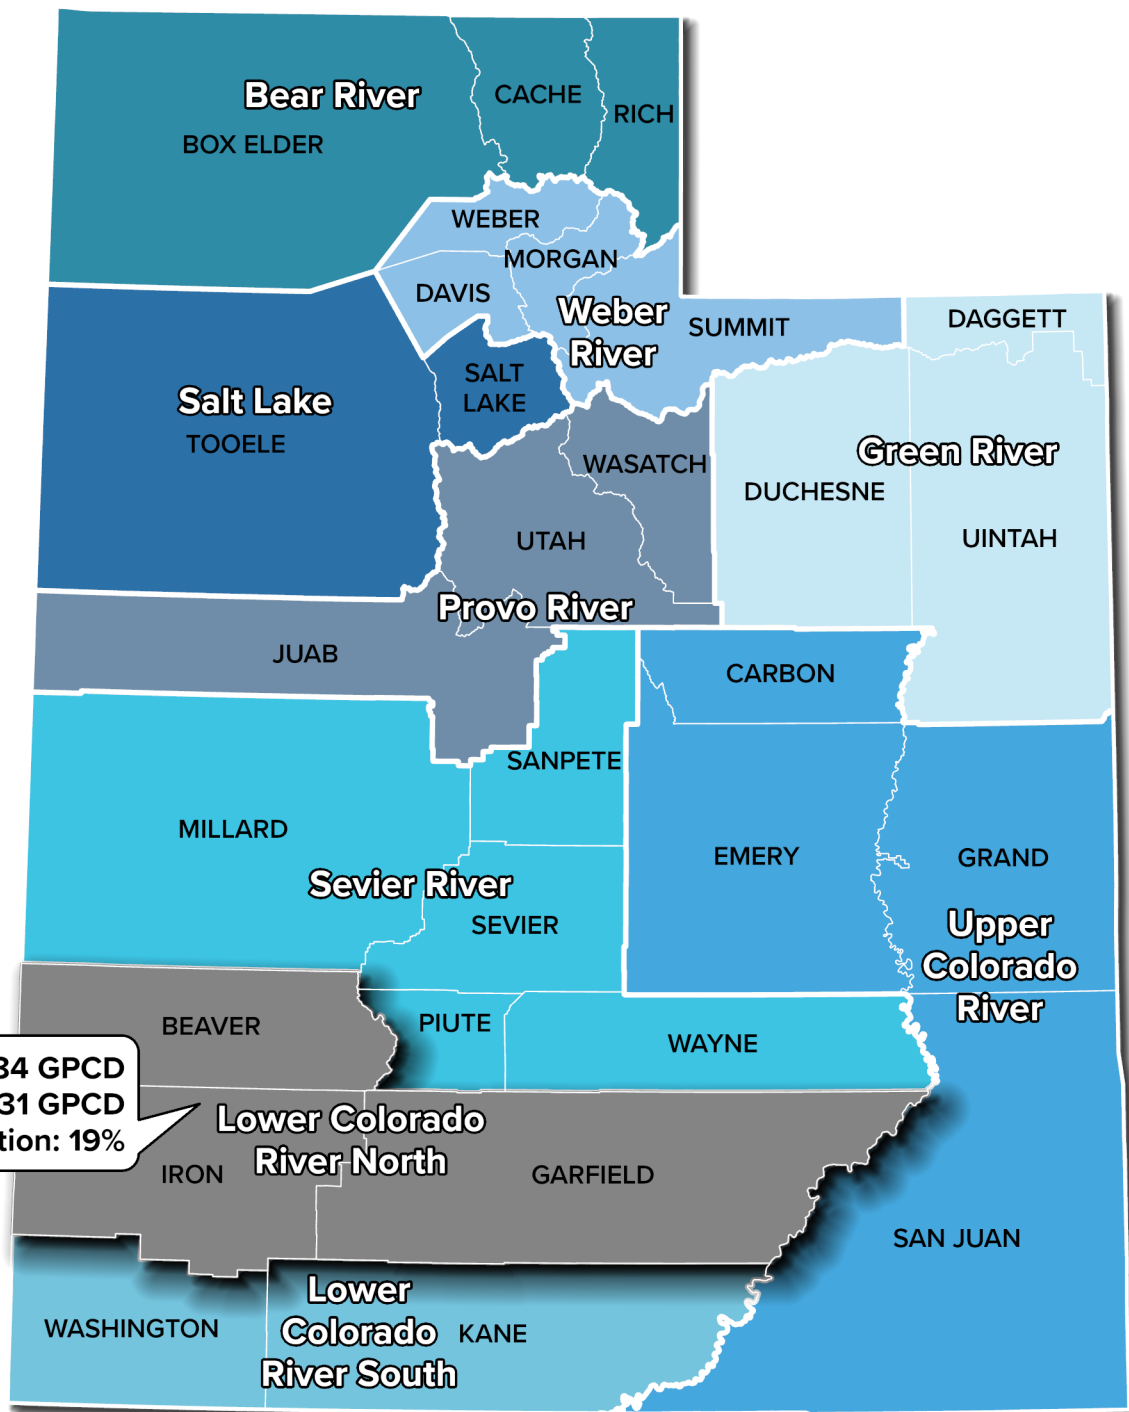 Bear River
CACHE
RICH
BOX ELDER
WEBER
MORGAN
DAVIS
Weber
River
SUMMIT
DAGGETT
SALT
LAKE
Salt Lake
TOOELE
WASATCH
Green River
DUCHESNE
UTAH
UINTAH
Provo River
JUAB
CARBON
SANPETE
MILLARD
EMERY
GRAND
Sevier River
SEVIER
Upper
Colorado
River
BEAVER
PIUTE
WAYNE
34 GPCD
31 GPCD
tion: 19%
Lower Colorado
River North
IRON
GARFIELD
SAN JUAN
Lower
Colorado
River South
WASHINGTON
KANE